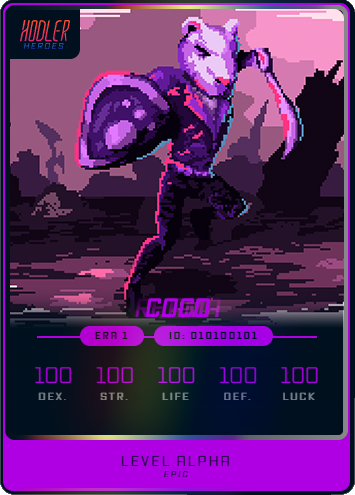 HODLER
HEROES
COCO
ERA 1 ID: 010100101
100 100 100 100 100
DEX. STR. LIFE DEF. LUCK
LEVEL ALPHA
EPIC